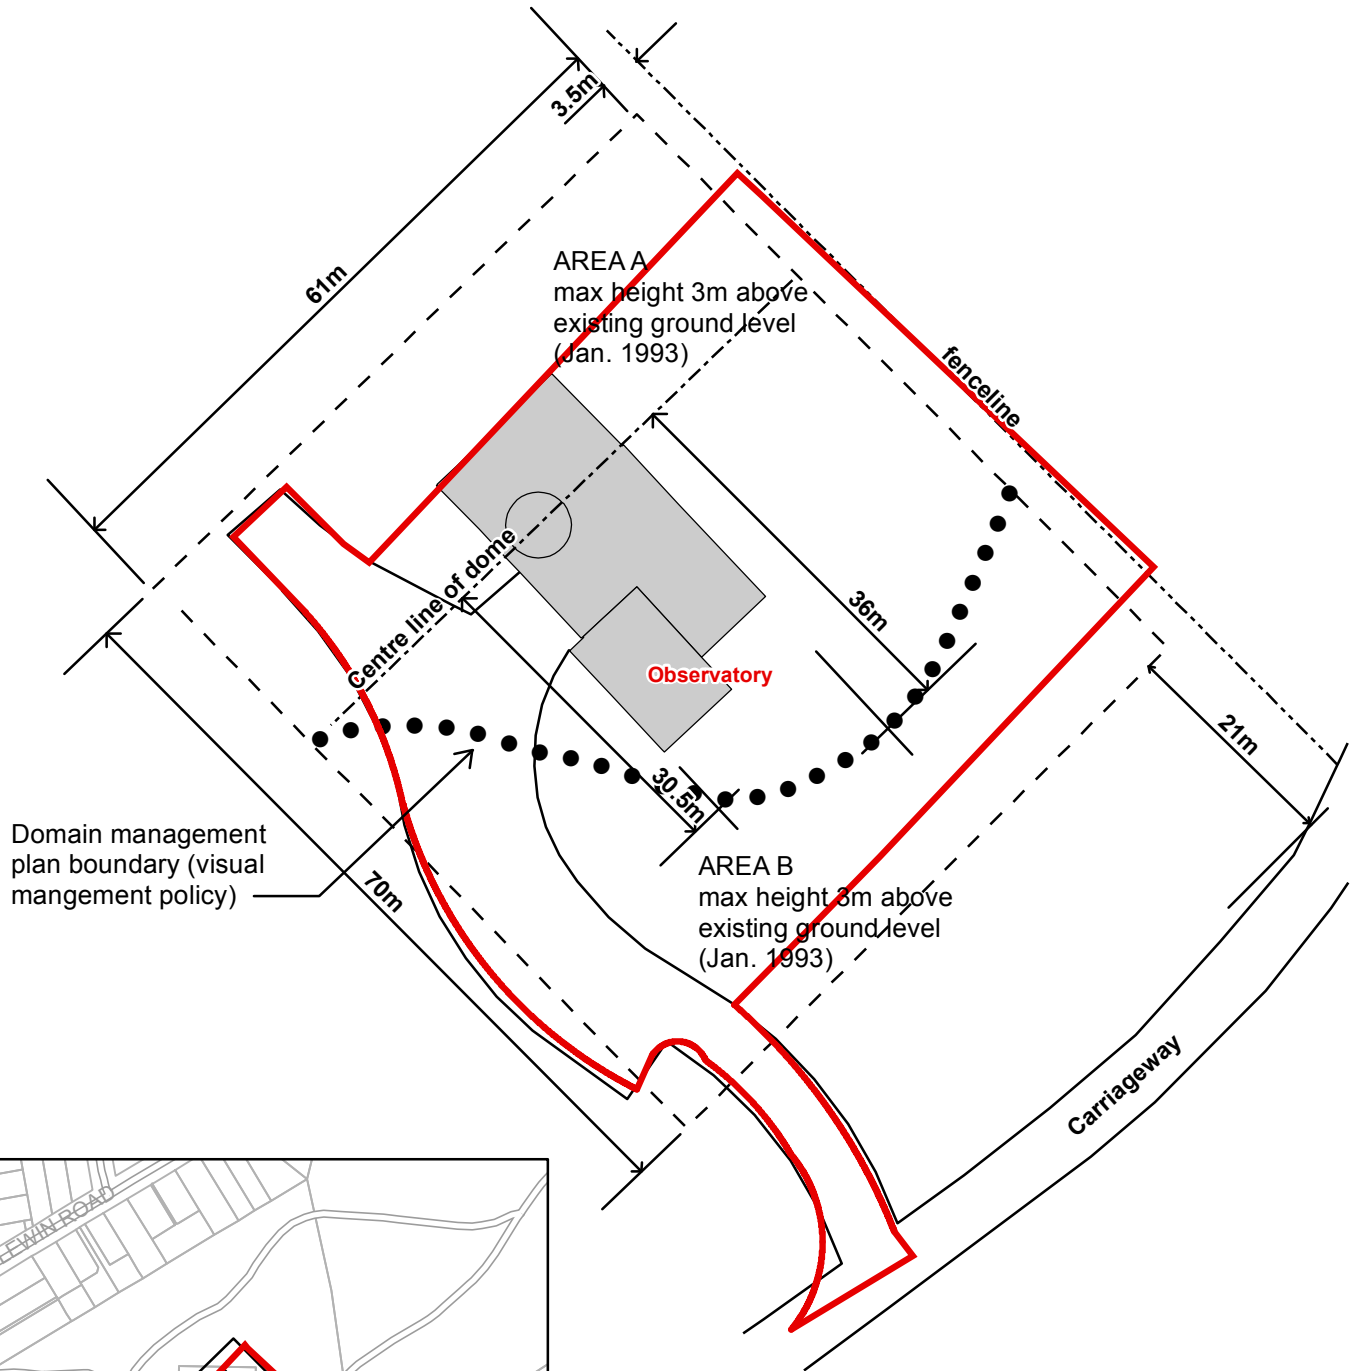 3.5m
61m
AREA A
max height 3m above
existing ground level
(Jan. 1993)
fenceline
Centre line of dome
36m
Observatory
21m
30.5m
Domain management
plan boundary (visual
mangement policy)
70m
AREA B
max height 3m above
existing ground level
(Jan. 1993)
Carriageway
LEWIN ROAD